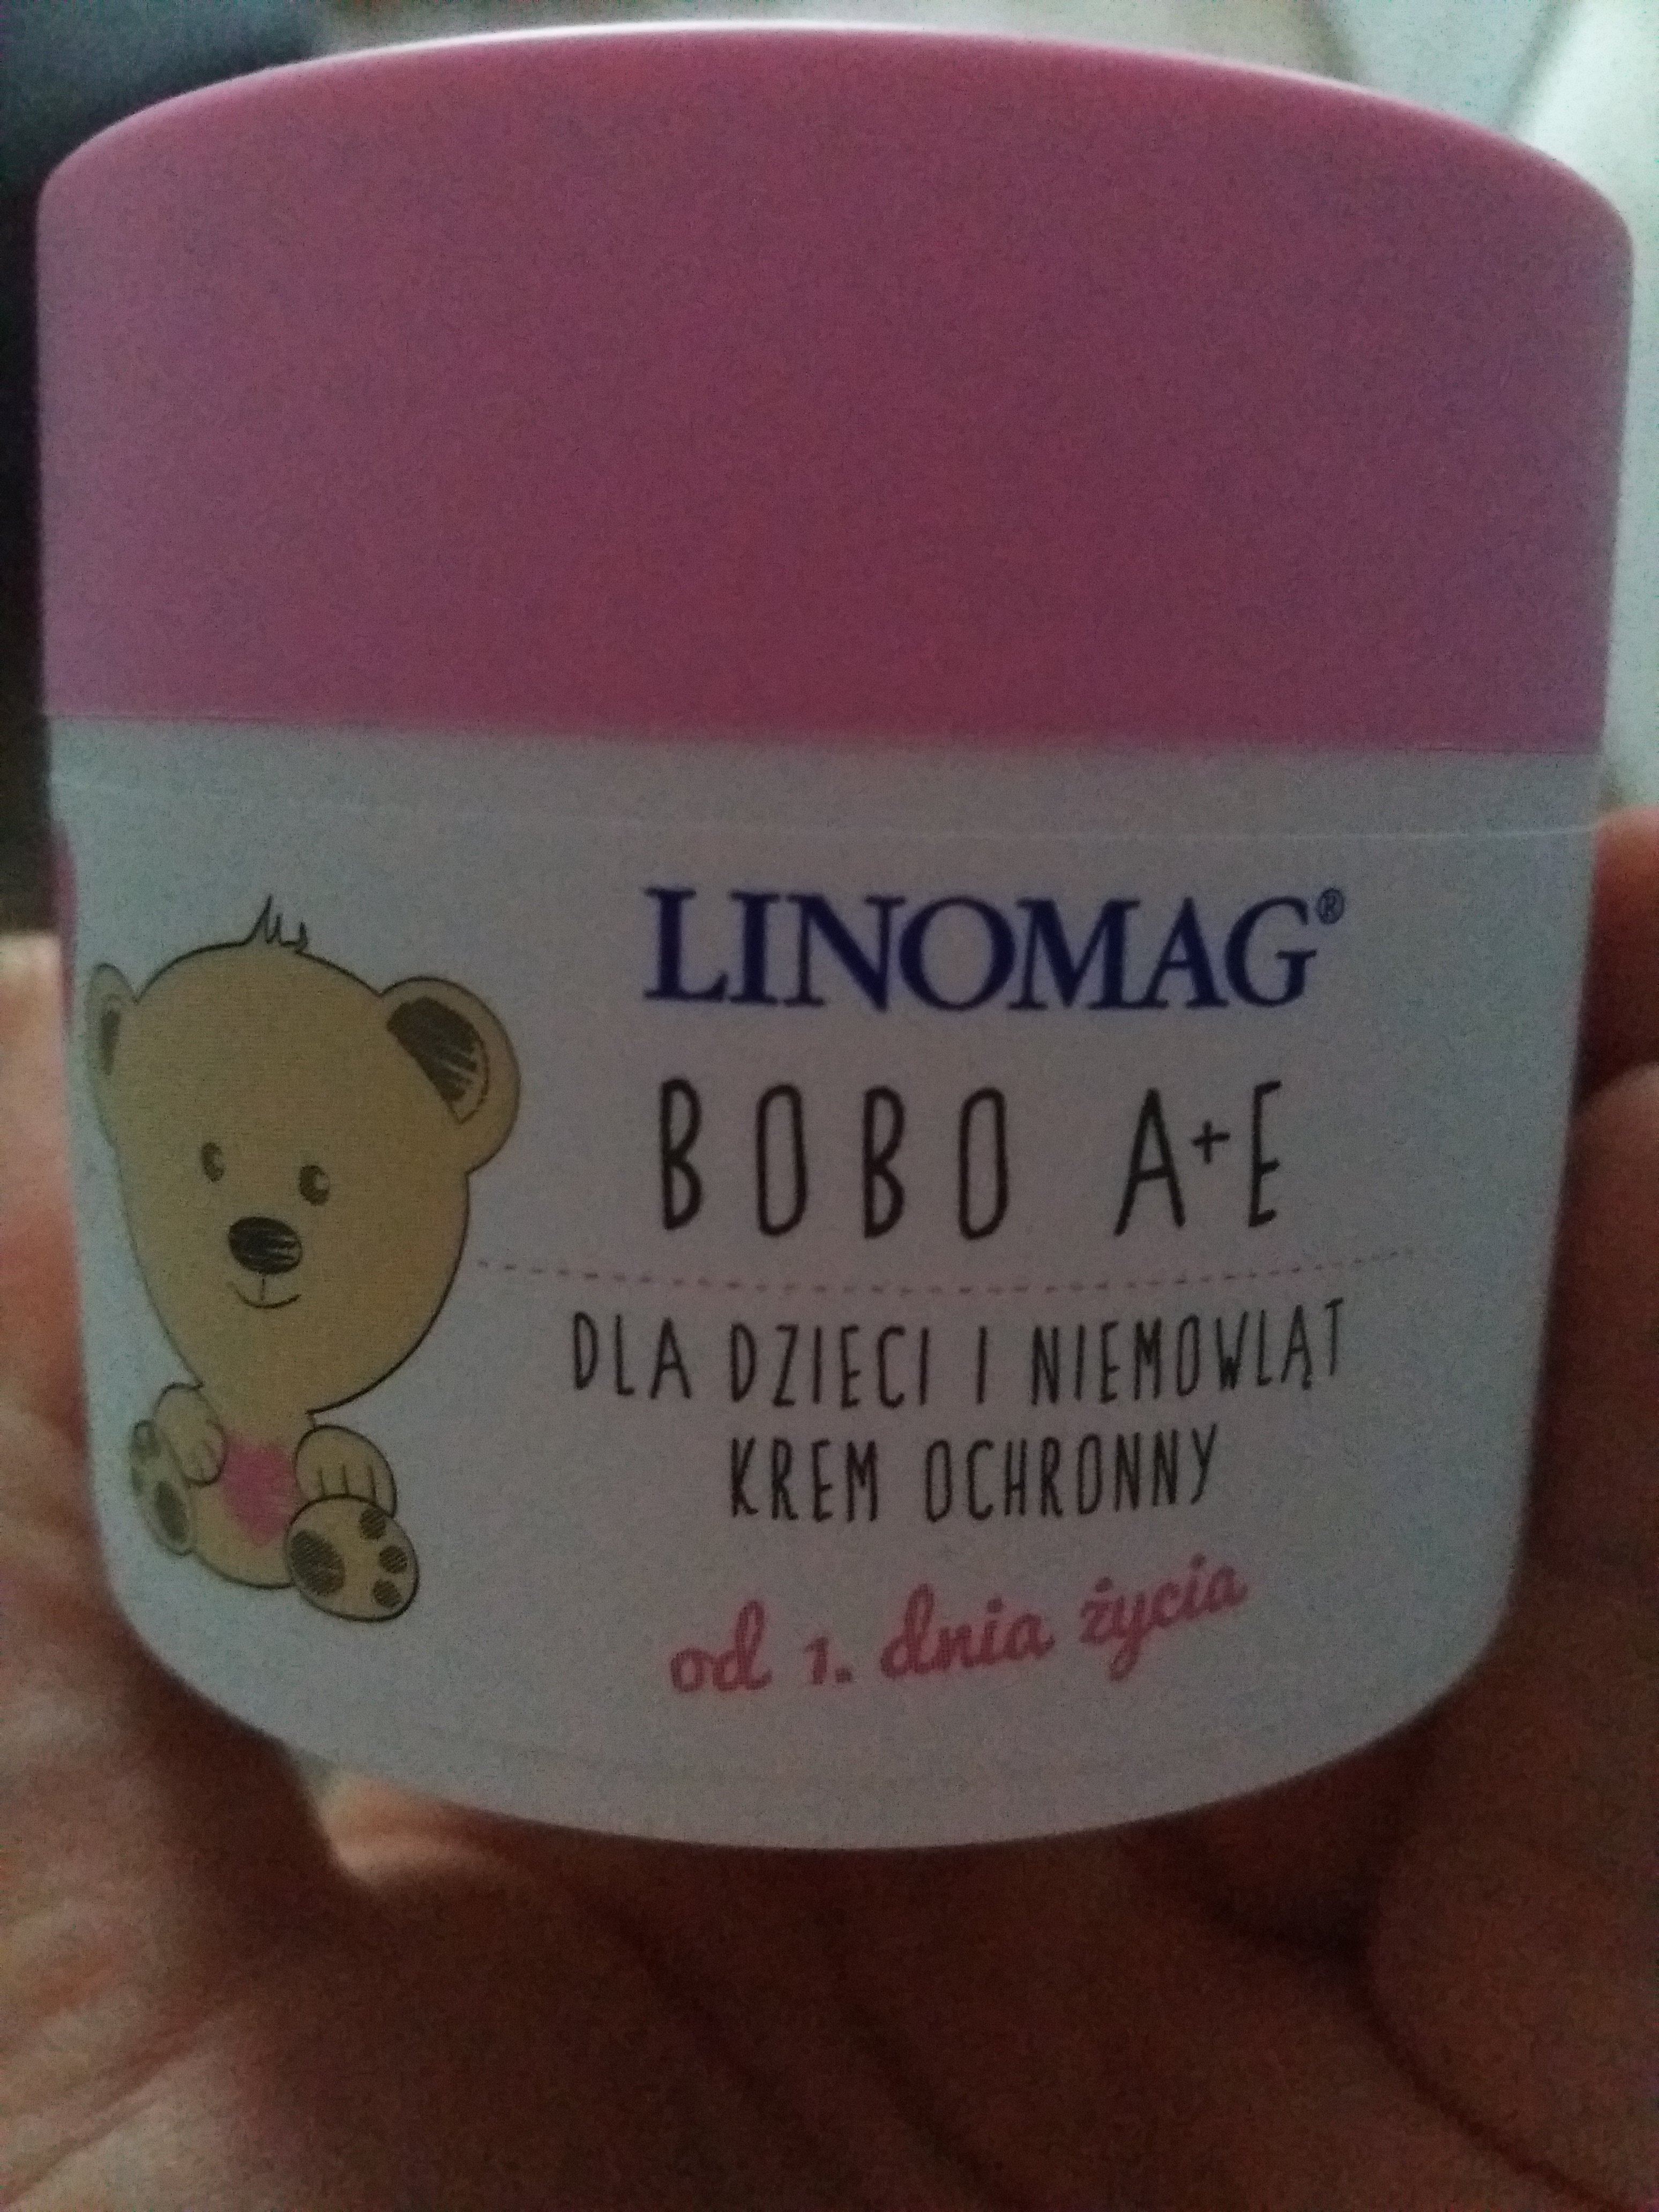 LINOMAG®
BOBO A+E
DLA DZIECI I NIEMOWLĄT
KREM OCHRONNY
od 1. dnia życia